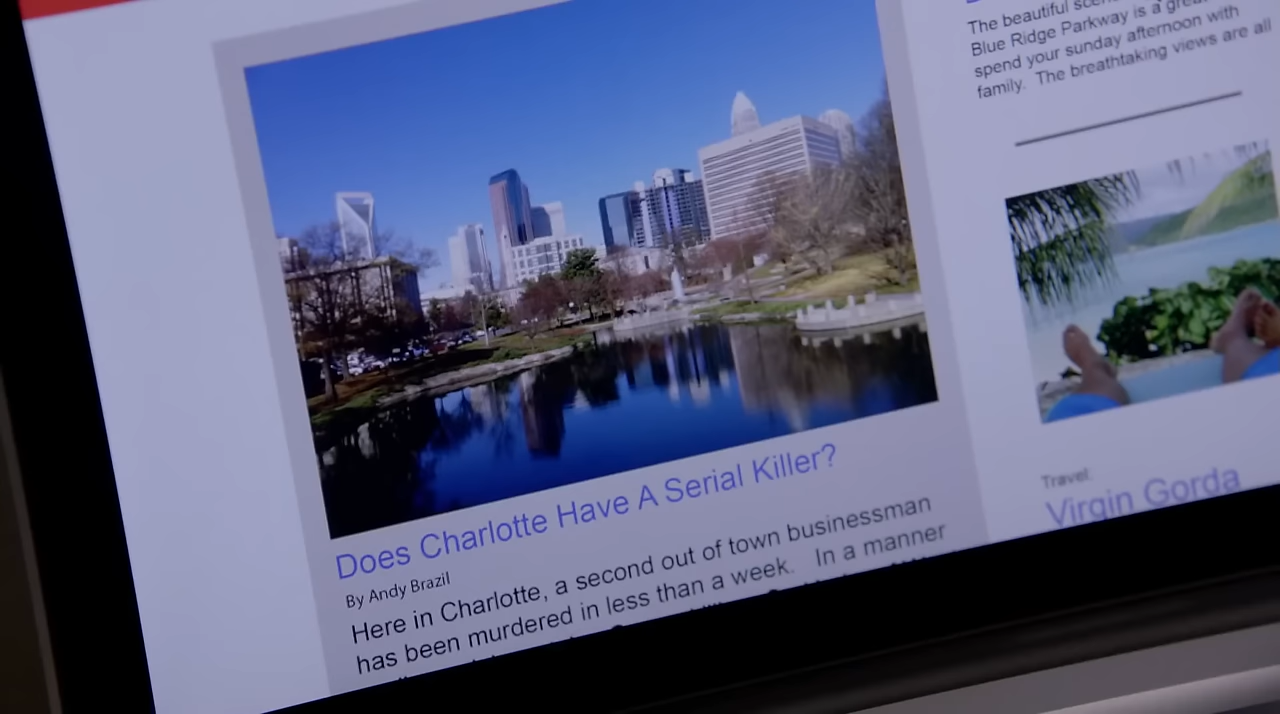 Does Charlotte Have A Serial Killer?
By Andy Brazil
Here in Charlotte, a second out of town businessman
has been murdered in less than a week. In a manner
The beautiful
Blue Ridge Parkway is a
spend your sunday afternoon with
family. The breathtaking views are all
Travel:
Virgin Gorda